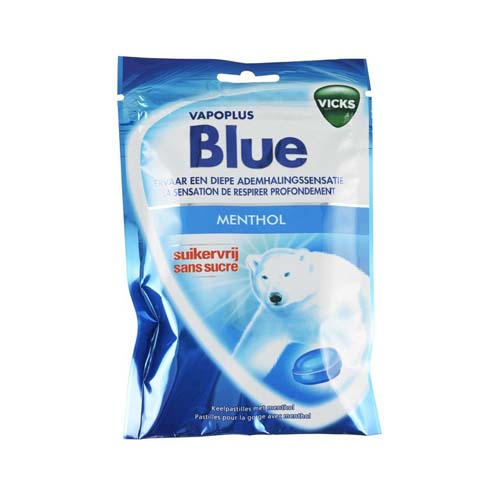 VICKS
VAPOPLUS
Blue
ERVAAR EEN DIEPE ADEMHALINGSSENSATIE
LA SENSATION DE RESPIRER PROFONDEMENT
MENTHOL
suikervrij
sans sucre
Keelpastilles met menthol
Pastilles pour la gorge avec menthol